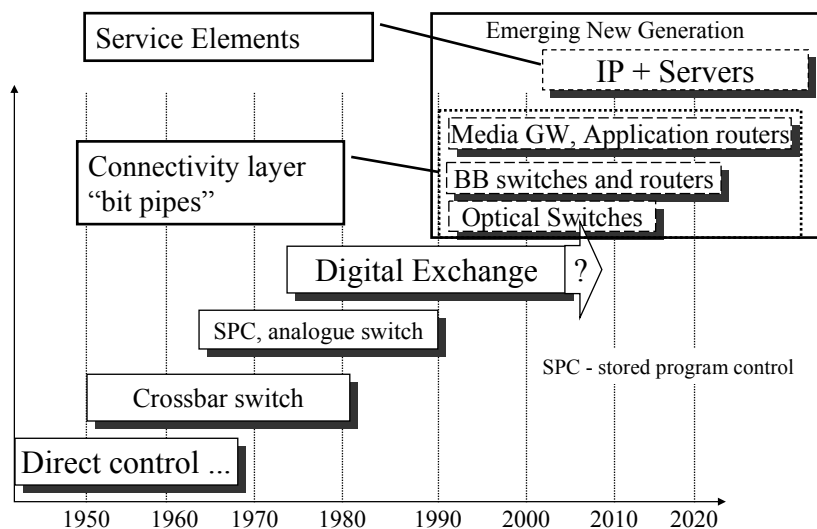 Service Elements
Emerging New Generation
IP + Servers
Media GW, Application routers
Connectivity layer
“bit pipes”
BB switches and routers
Optical Switches
Digital Exchange
?
SPC, analogue switch
SPC - stored program control
Crossbar switch
Direct control ...
1950 1960 1970 1980 1990 2000 2010 2020